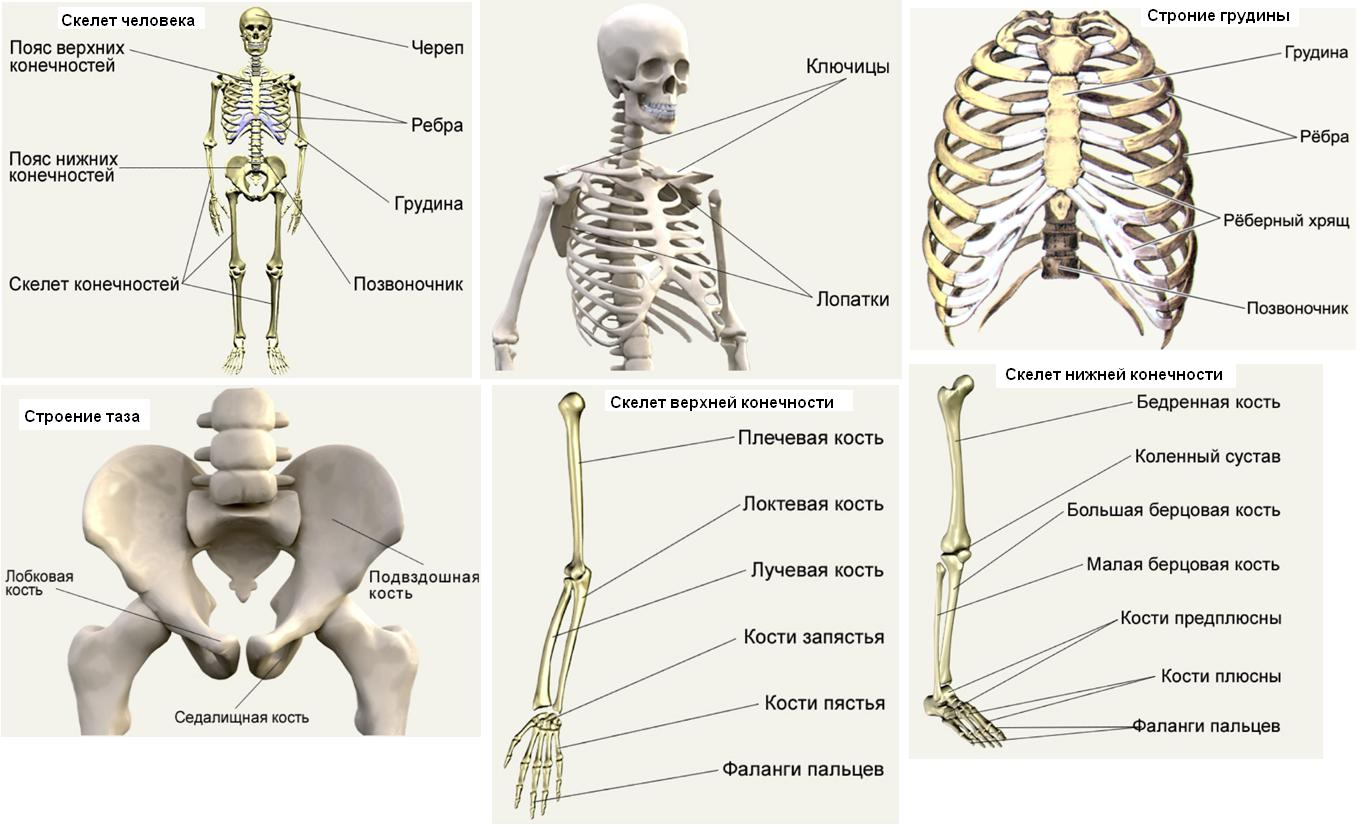 Скелет человека
Пояс верхних
конечностей
Череп
Ребра
Пояс нижних
конечностей
Грудина
Скелет конечностей
Позвоночник
Ключицы
Лопатки
Строние грудины
Грудина
Рёбра
Рёберный хрящ
Позвоночник
Строение таза
Лобковая
кость
Подвздошная
кость
Седалищная кость
Скелет верхней конечности
Плечевая кость
Локтевая кость
Лучевая кость
Кости запястья
Кости пястья
Фаланги пальцев
Скелет нижней конечности
Бедренная кость
Коленный сустав
Большая берцовая кость
Малая берцовая кость
Кости предплюсны
Кости плюсны
Фаланги пальцев